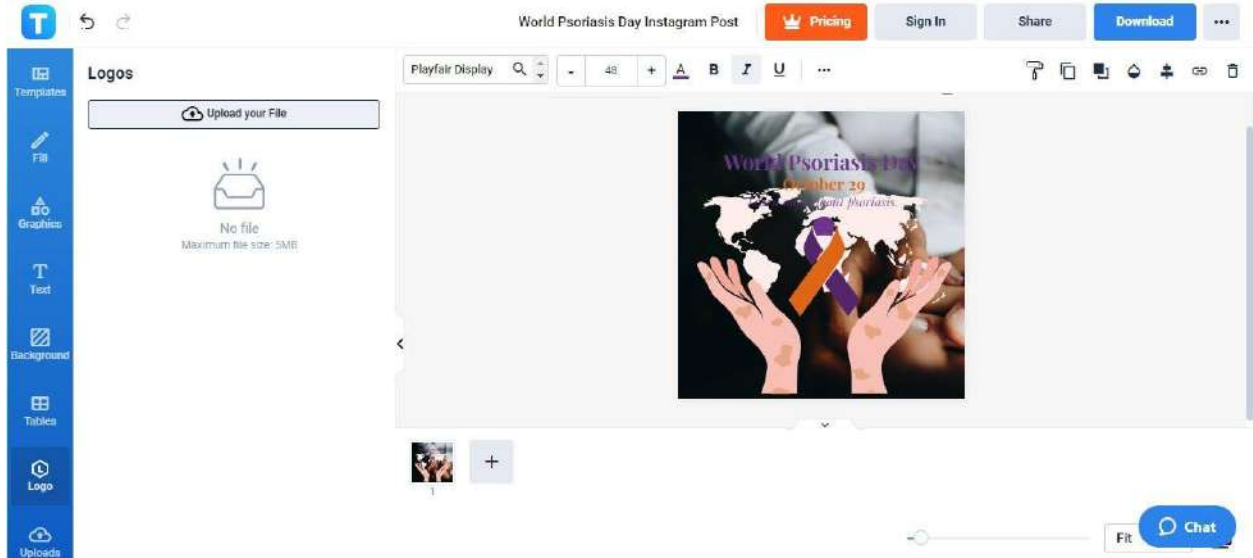 T
World Psoriasis Day Instagram Post
Pricing
Sign In
Share
Download
Templates
Fill
Graphics
T
Text
Background
Tables
Logo
Uploads
Logos
Upload your File
No file
Maximum file size: 5MB
Playfair Display
- 48 +
A B I U
World Psoriasis Day
October 29
psoriasis.
+
1
Fit
Chat